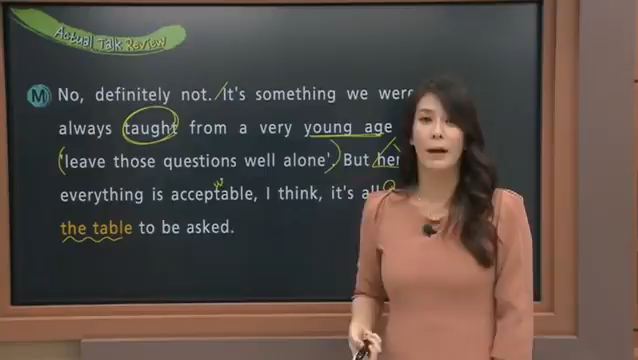 Actual Talk Review
M No, definitely not. It's something we were
always taught from a very young age
'leave those questions well alone'. But
everything is acceptable, I think, it's all
the table to be asked.